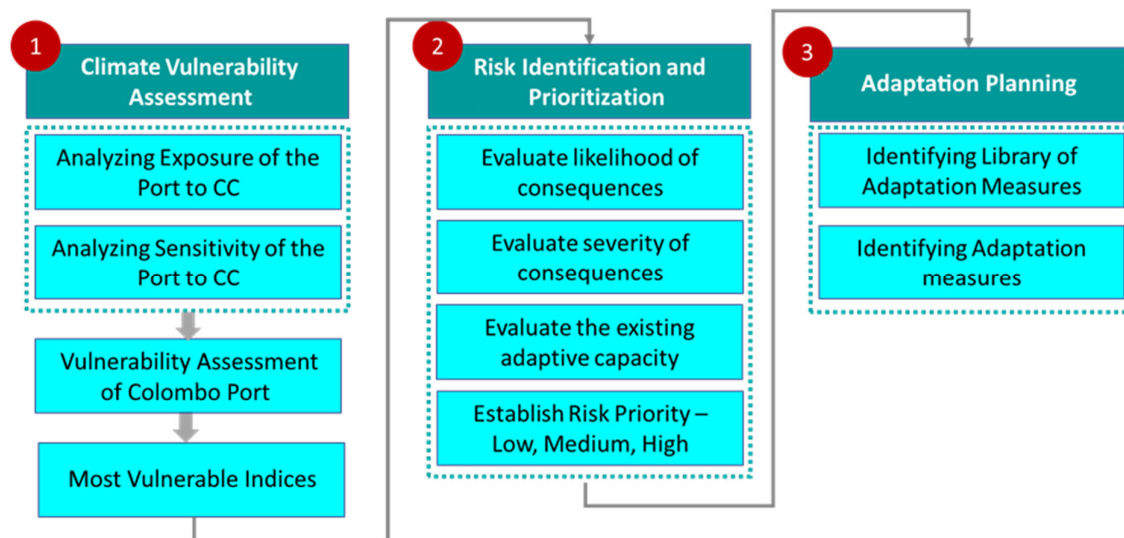 1
Climate Vulnerability
Assessment
Analyzing Exposure of the
Port to CC
Analyzing Sensitivity of the
Port to CC
Vulnerability Assessment
of Colombo Port
Most Vulnerable Indices
2
Risk Identification and
Prioritization
Evaluate likelihood of
consequences
Evaluate severity of
consequences
Evaluate the existing
adaptive capacity
Establish Risk Priority –
Low, Medium, High
3
Adaptation Planning
Identifying Library of
Adaptation Measures
Identifying Adaptation
measures